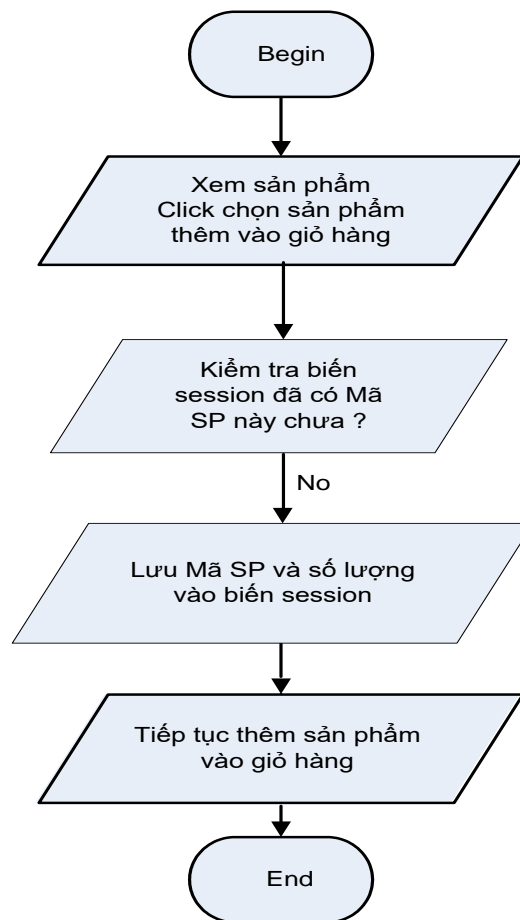 Begin
Xem sản phẩm
Click chọn sản phẩm
thêm vào giỏ hàng
Kiểm tra biến
session đã có Mã
SP này chưa ?
No
Lưu Mã SP và số lượng
vào biến session
Tiếp tục thêm sản phẩm
vào giỏ hàng
End